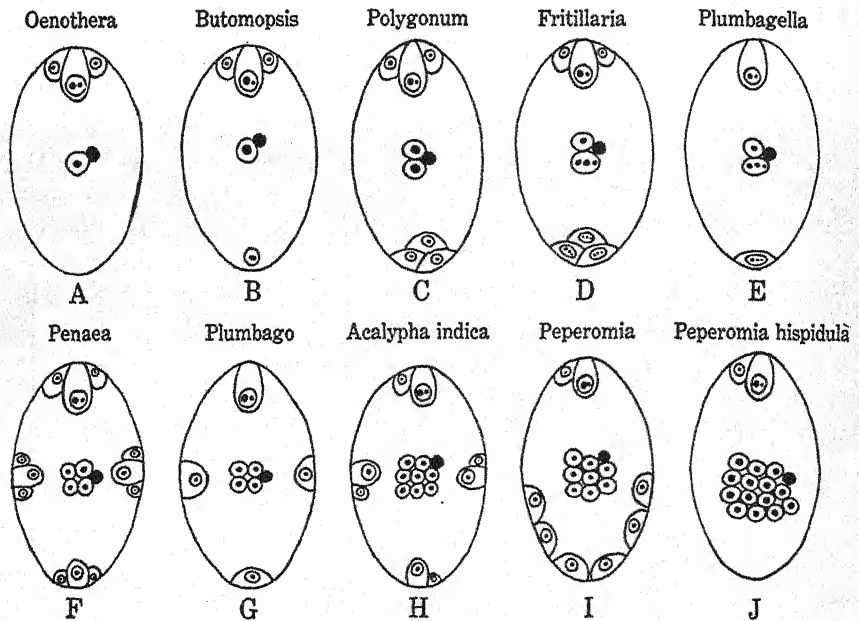 Oenothera Butomopsis Polygonum Fritillaria Plumbagella
A B C D E
Penaea Plumbago Acalypha indica Peperomia Peperomia hispidula
F G H I J